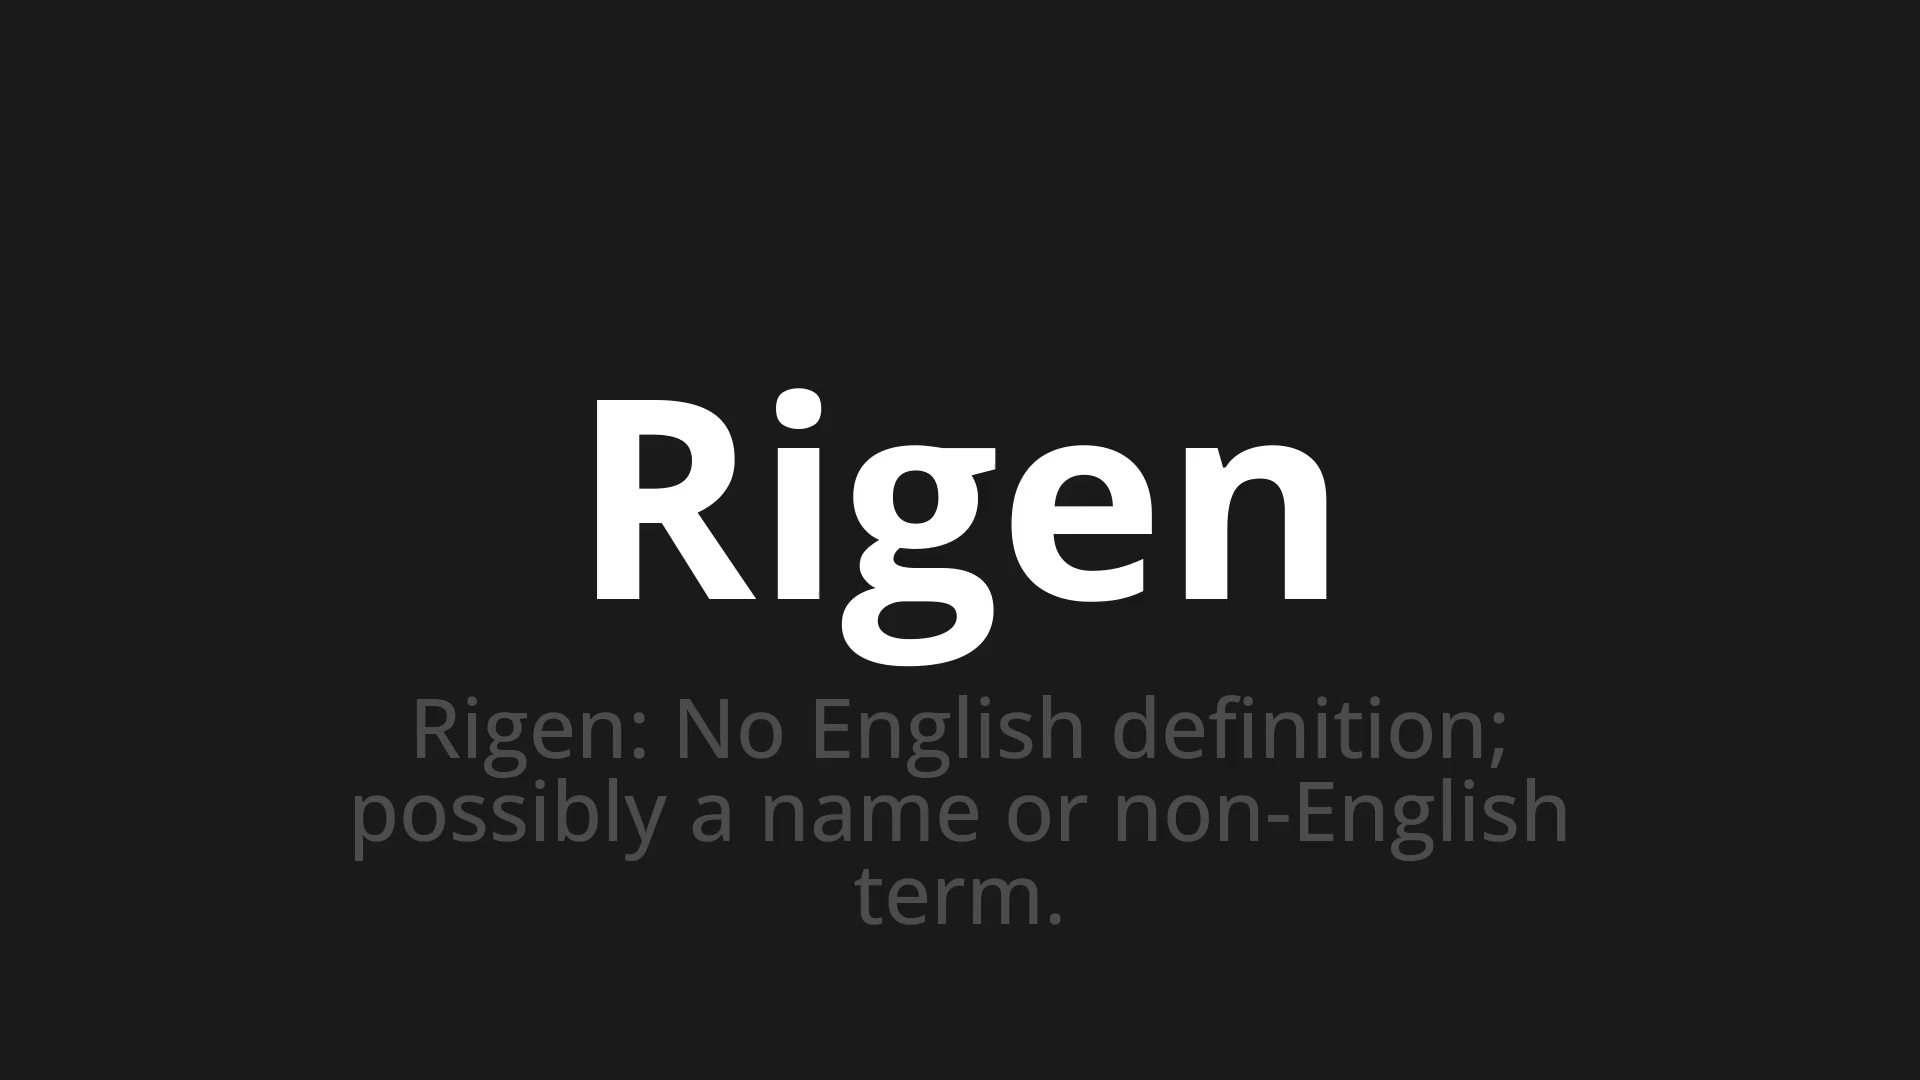 Rigen
Rigen: No English definition;
possibly a name or non-English
term.